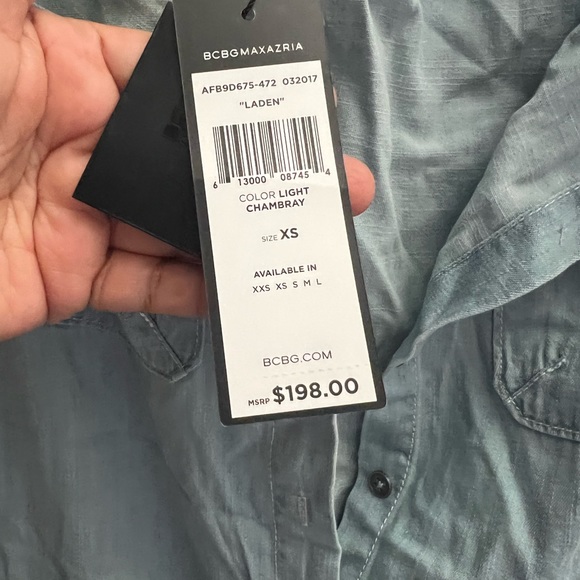 BCBGMAXAZRIA
AFB9D675-472 032017
"LADEN"
6 13000 08745 4
COLOR LIGHT
CHAMBRAY
SIZE XS
AVAILABLE IN
XXS XS S M L
BCBG.COM
MSRP $198.00